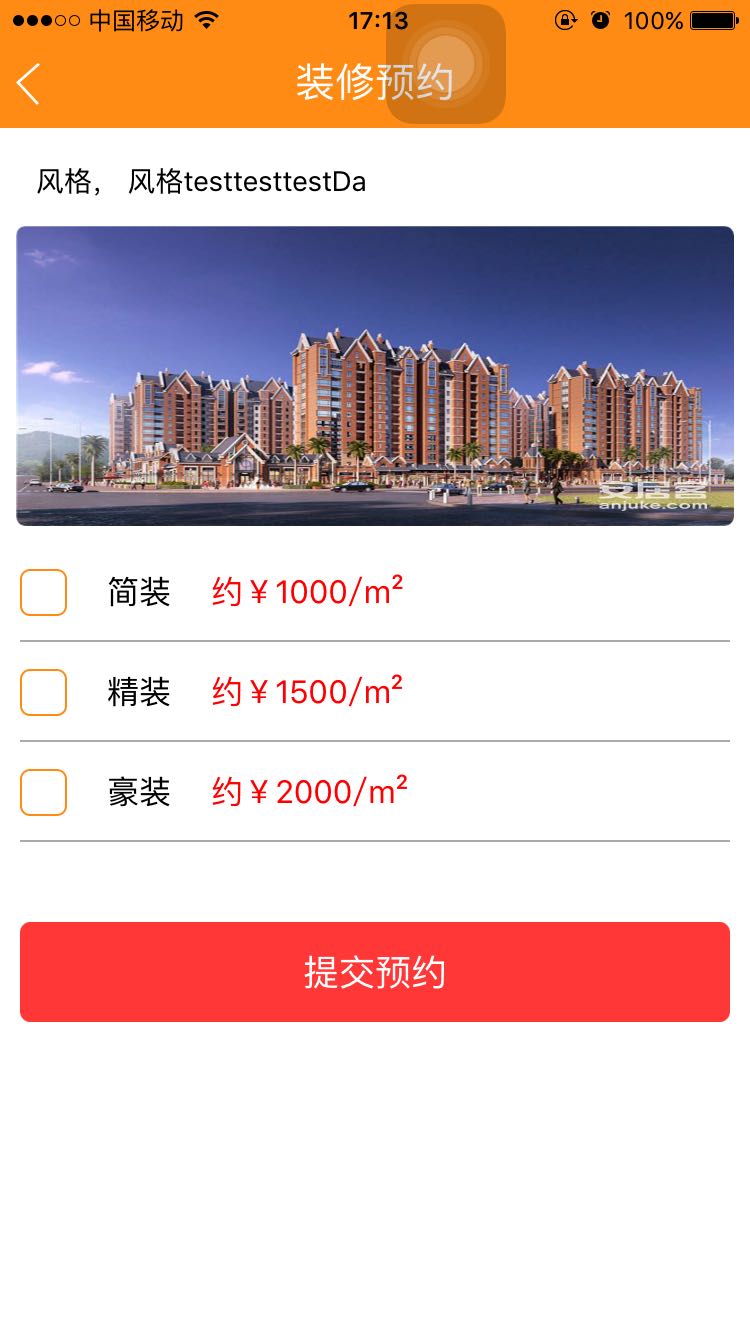 中国移动 17:13 100%
装修预约
风格， 风格testtesttestDa
安居客
anjuke.com
简装 约￥1000/m²
精装 约￥1500/m²
豪装 约￥2000/m²
提交预约